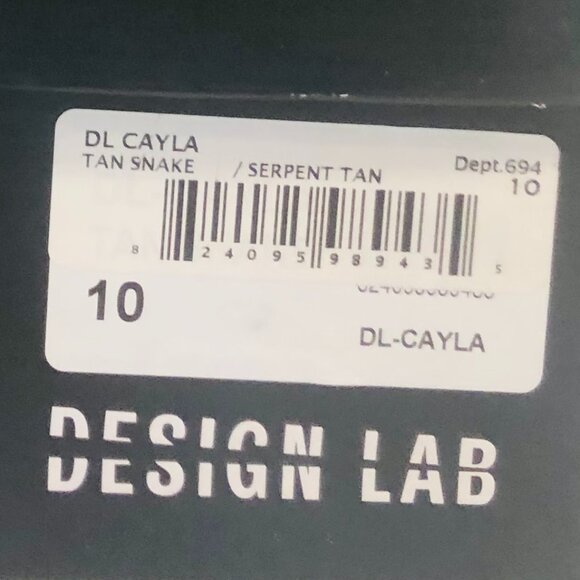 DL CAYLA
TAN SNAKE / SERPENT TAN
Dept.694
10
8 24095 98943 5
10
DL-CAYLA
DESIGN LAB